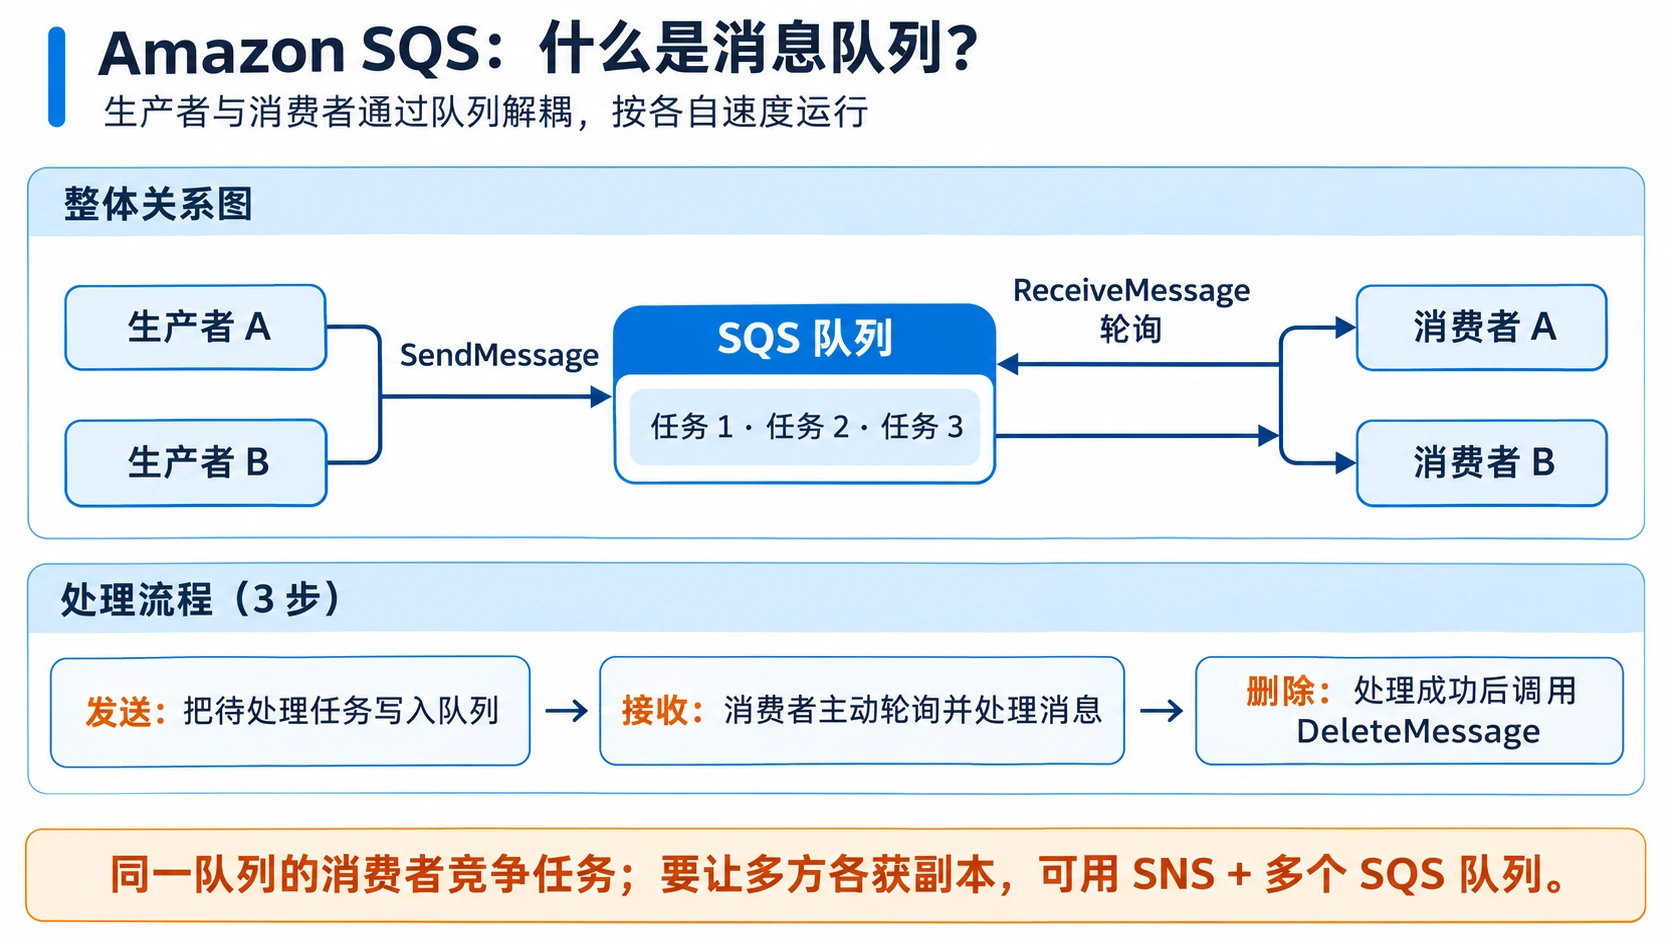 Amazon SQS：什么是消息队列？
生产者与消费者通过队列解耦，按各自速度运行
整体关系图
生产者 A
生产者 B
SendMessage
SQS 队列
任务 1 · 任务 2 · 任务 3
ReceiveMessage
轮询
消费者 A
消费者 B
处理流程（3 步）
发送：把待处理任务写入队列
接收：消费者主动轮询并处理消息
删除：处理成功后调用
DeleteMessage
同一队列的消费者竞争任务；要让多方各获副本，可用 SNS + 多个 SQS 队列。